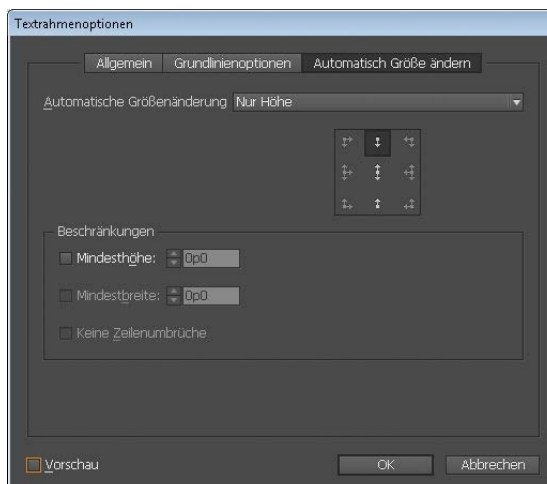 Textrahmenoptionen
Allgemein Grundlinienoptionen Automatisch Größe ändern
Automatische Größenänderung Nur Höhe
Beschränkungen
Mindesthöhe: 0p0
Mindestbreite: 0p0
Keine Zeilenumbrüche
Vorschau OK Abbrechen